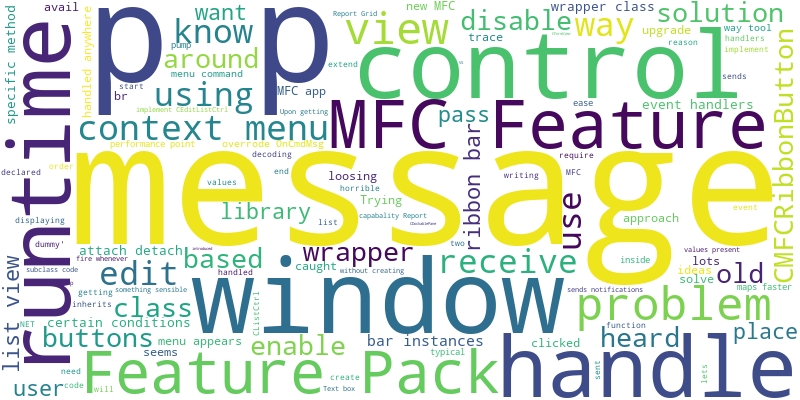 Report Grid
new MFC
wrapper class
solution
avail
want
view
disable
way
upgrade
way tool
handlers
implement
specific method
handled anywhere
pump
know
trace
reason
app
control
around
extend
sends
menu command
start
using
MFC app
br
runtime
implement CEditListCtrl
Upon getting
pass
ease
event handlers
context menu
MFC Feature
CMFCRibbonButton
performance point
override OnCmdMsg
decoding
require
declared
order
message
loosing
horrible
writing
MFC
values
end
Trying
ribbon bar
use
library
capability Report
list
approach
event
displaying
CDockablePane
dummy'
attach detach
wrapper
two
inside
values present
fire whenever
based
caught
receive
ideas
lots
old
subclass code
edit
handled
without creating
solve
getting
something sensible
window
sends notifications
maps faster
inherits
class
problem
list view
NET
certain conditions
CListCtrl
function
buttons
menu appears
enable
bar instances
heard
place
seems
typical
clicked
handle
need
Feature Pack
user
code
will
create
Text box
sent
lets